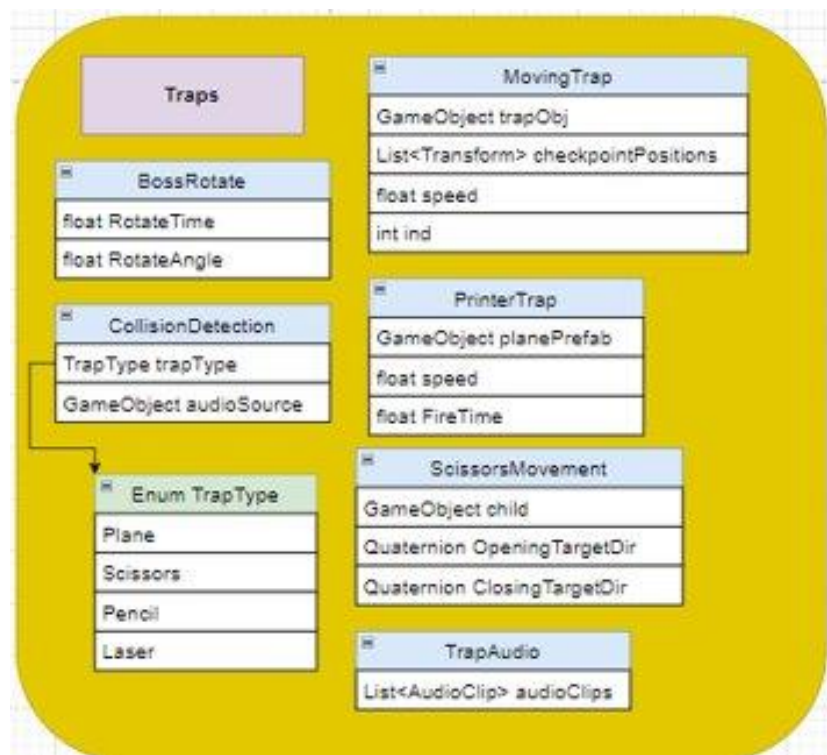 Traps
BossRotate
float RotateTime
float RotateAngle
CollisionDetection
TrapType trapType
GameObject audioSource
Enum TrapType
Plane
Scissors
Pencil
Laser
MovingTrap
GameObject trapObj
List<Transform> checkpointPositions
float speed
int ind
PrinterTrap
GameObject planePrefab
float speed
float FireTime
ScissorsMovement
GameObject child
Quaternion OpeningTargetDir
Quaternion ClosingTargetDir
TrapAudio
List<AudioClip> audioClips